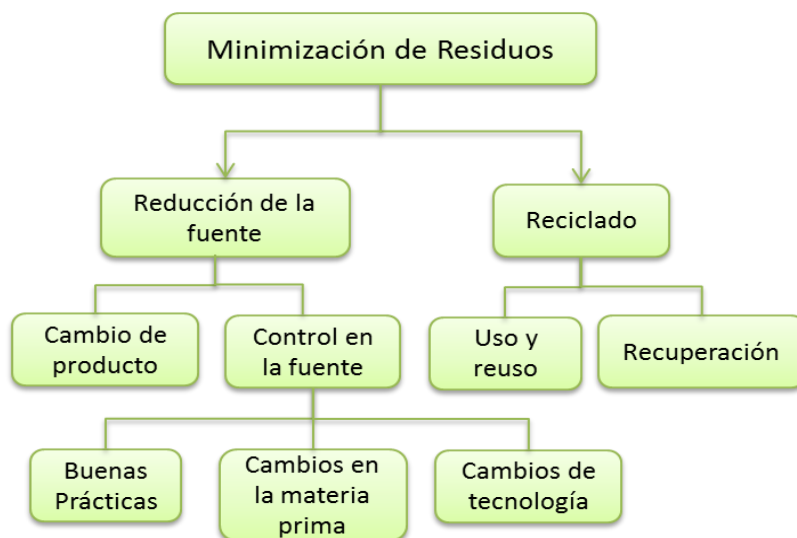 Minimización de Residuos
Reducción de la
fuente
Reciclado
Cambio de
producto
Control en
la fuente
Uso y
reuso
Recuperación
Buenas
Prácticas
Cambios en
la materia
prima
Cambios de
tecnología